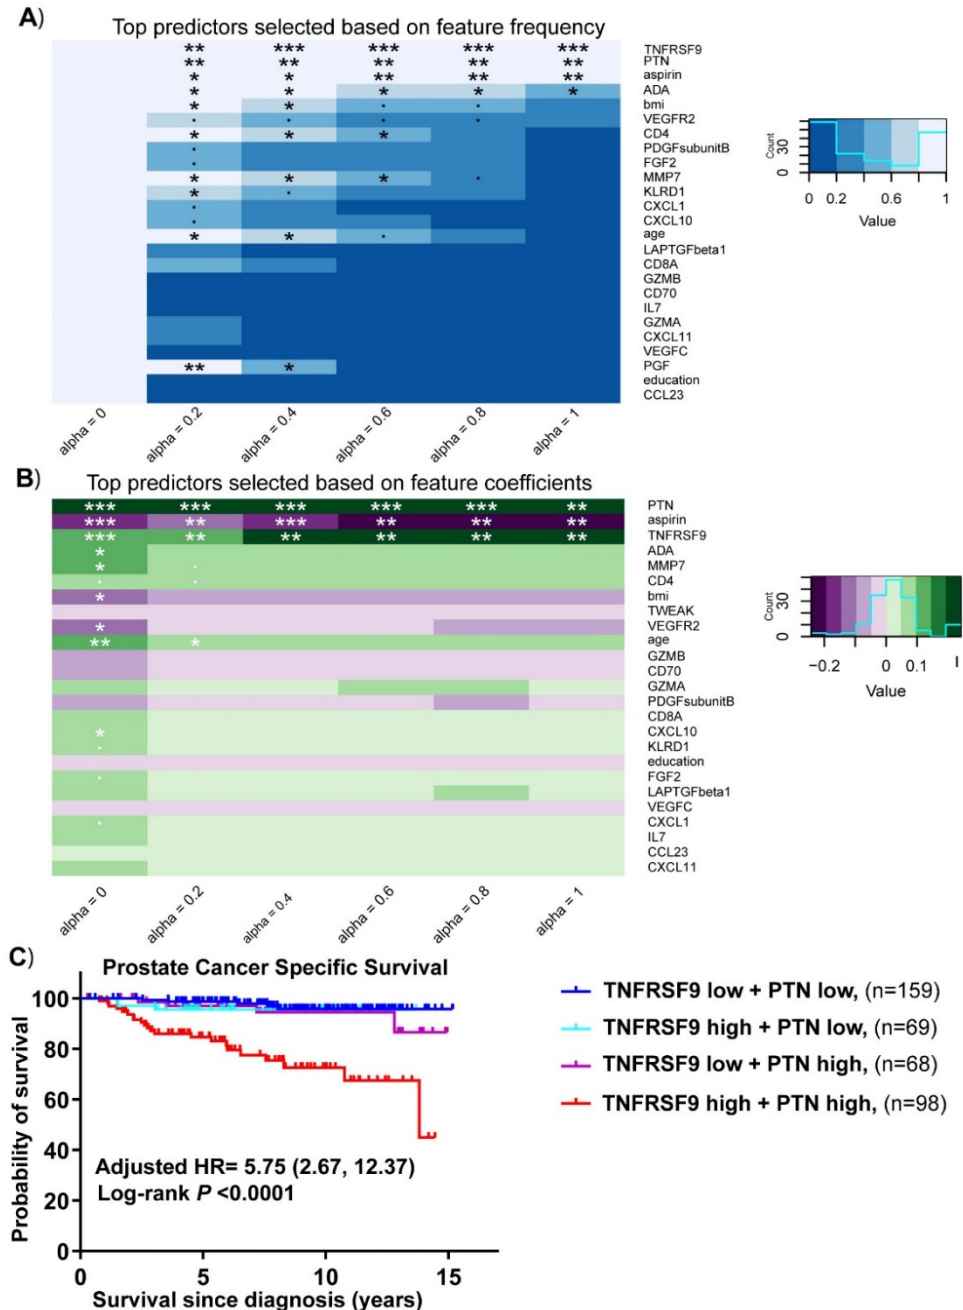 A)
Top predictors selected based on feature frequency
** *** *** *** *** TNFRSF9
** ** ** ** ** PTN
* * ** ** ** aspirin
* * * * * ADA
* * · · bmi
· · · · VEGFR2
* * * CD4
· PDGFsubunitB
· FGF2
* * * · MMP7
* · KLRD1
· CXCL1
· CXCL10
* * · age
LAPTGFbeta1
CD8A
GZMB
CD70
IL7
GZMA
CXCL11
VEGFC
** * PGF
education
CCL23
alpha = 0 alpha = 0.2 alpha = 0.4 alpha = 0.6 alpha = 0.8 alpha = 1
Count
0 30
0 0.2 0.6 1
Value
B)
Top predictors selected based on feature coefficients
*** *** *** *** *** ** PTN
*** ** *** ** ** ** aspirin
*** ** ** ** ** ** TNFRSF9
* ADA
* · MMP7
· · CD4
* bmi
TWEAK
* VEGFR2
** * age
GZMB
CD70
GZMA
PDGFsubunitB
CD8A
* CXCL10
· KLRD1
education
· FGF2
LAPTGFbeta1
VEGFC
· CXCL1
IL7
CCL23
CXCL11
alpha = 0 alpha = 0.2 alpha = 0.4 alpha = 0.6 alpha = 0.8 alpha = 1
Count
0 30
−0.2 0 0.1
Value
C)
Prostate Cancer Specific Survival
Probability of survival
100
80
60
40
20
0
0 5 10 15
Survival since diagnosis (years)
Adjusted HR= 5.75 (2.67, 12.37)
Log-rank P <0.0001
TNFRSF9 low + PTN low, (n=159)
TNFRSF9 high + PTN low, (n=69)
TNFRSF9 low + PTN high, (n=68)
TNFRSF9 high + PTN high, (n=98)